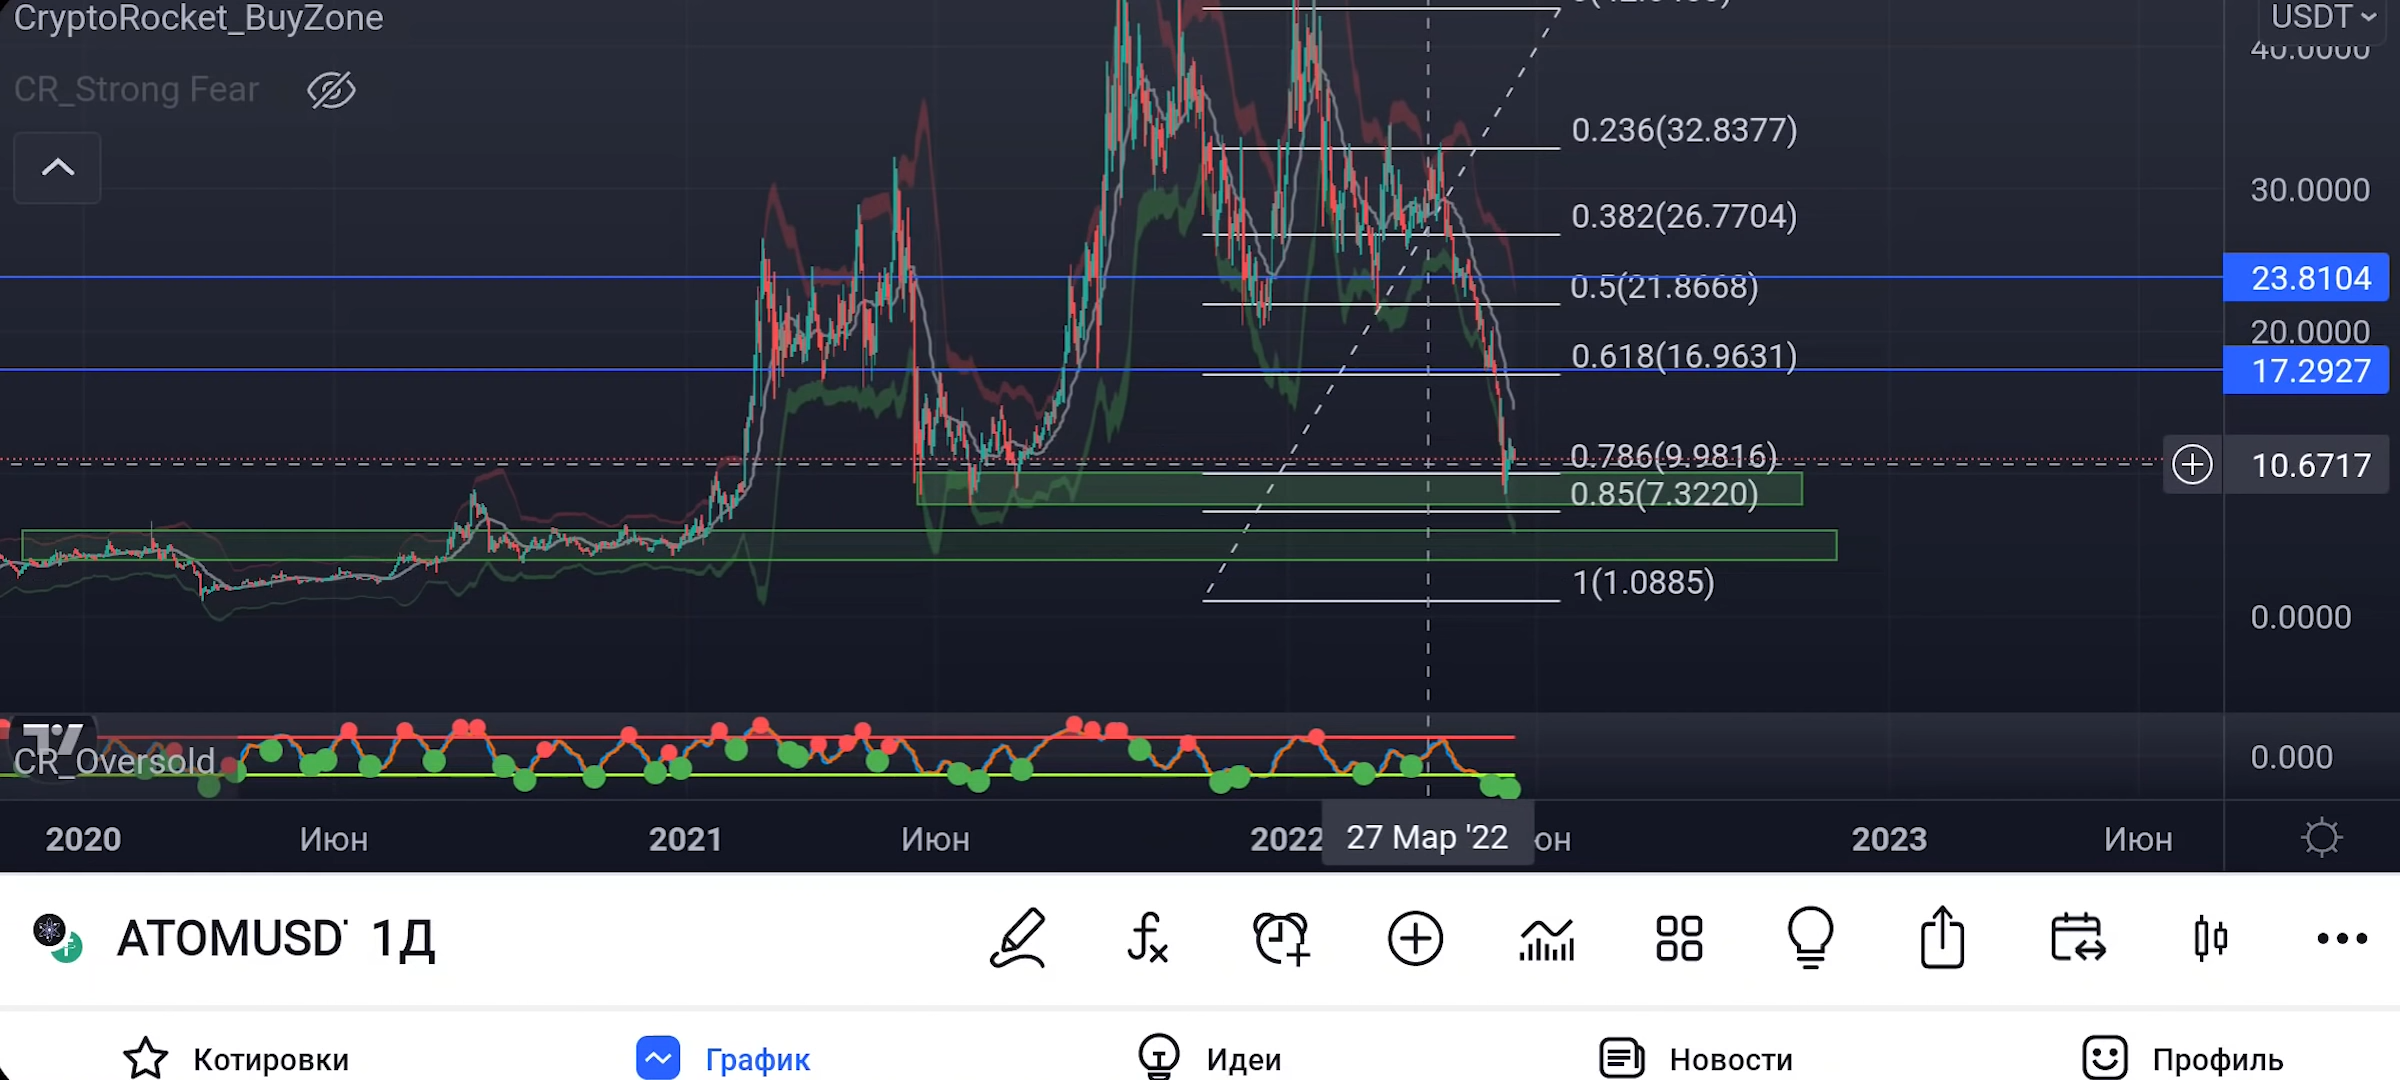 CryptoRocket_BuyZone
USDT
40.0000
CR_Strong Fear
0.236(32.8377)
30.0000
0.382(26.7704)
23.8104
0.5(21.8668)
20.0000
0.618(16.9631)
17.2927
0.786(9.9816)
10.6717
0.85(7.3220)
1(1.0885)
0.0000
CR_Oversold
0.000
2020 Июн 2021 Июн 2022 27 Мар '22 юн 2023 Июн
ATOMUSD 1Д
Котировки График Идеи Новости Профиль